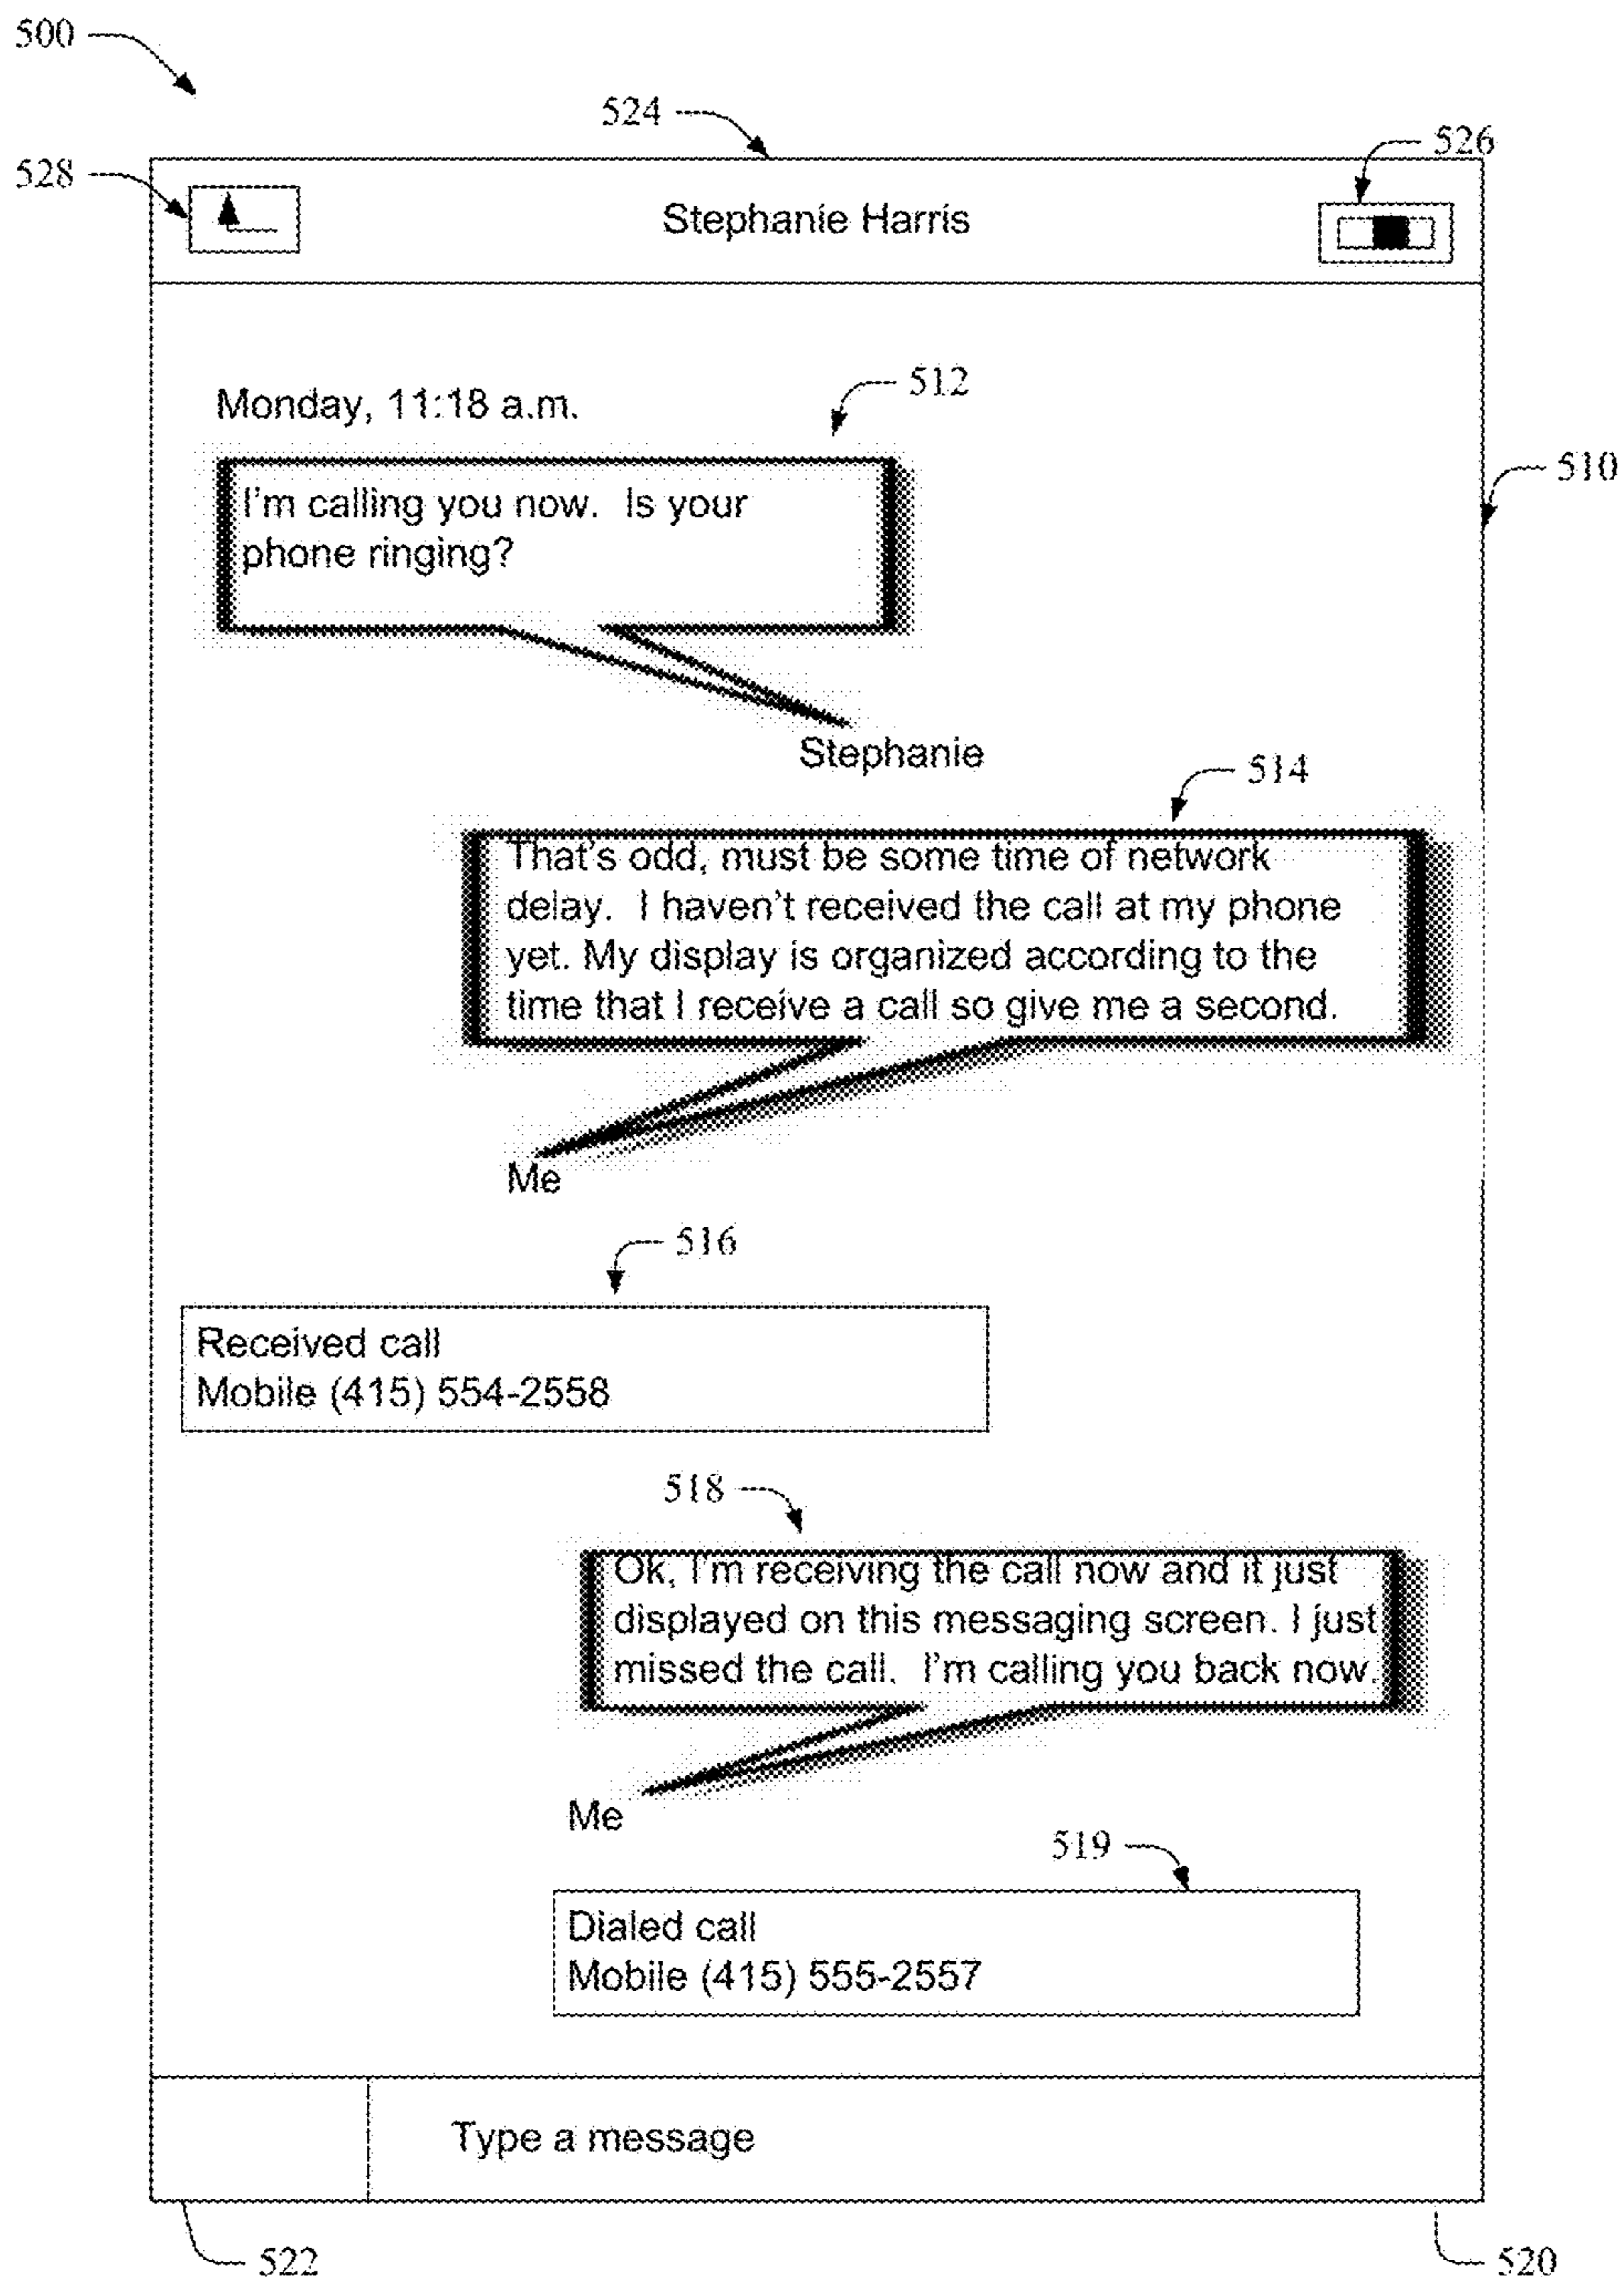 500
524
526
528
Stephanie Harris
Monday, 11:18 a.m.
512
510
I'm calling you now.  Is your
phone ringing?
Stephanie
514
That's odd, must be some time of network
delay.  I haven't received the call at my phone
yet. My display is organized according to the
time that I receive a call so give me a second.
Me
516
Received call
Mobile (415) 554-2558
518
Ok, I'm receiving the call now and it just
displayed on this messaging screen. I just
missed the call.  I'm calling you back now.
Me
519
Dialed call
Mobile (415) 555-2557
Type a message
522
520